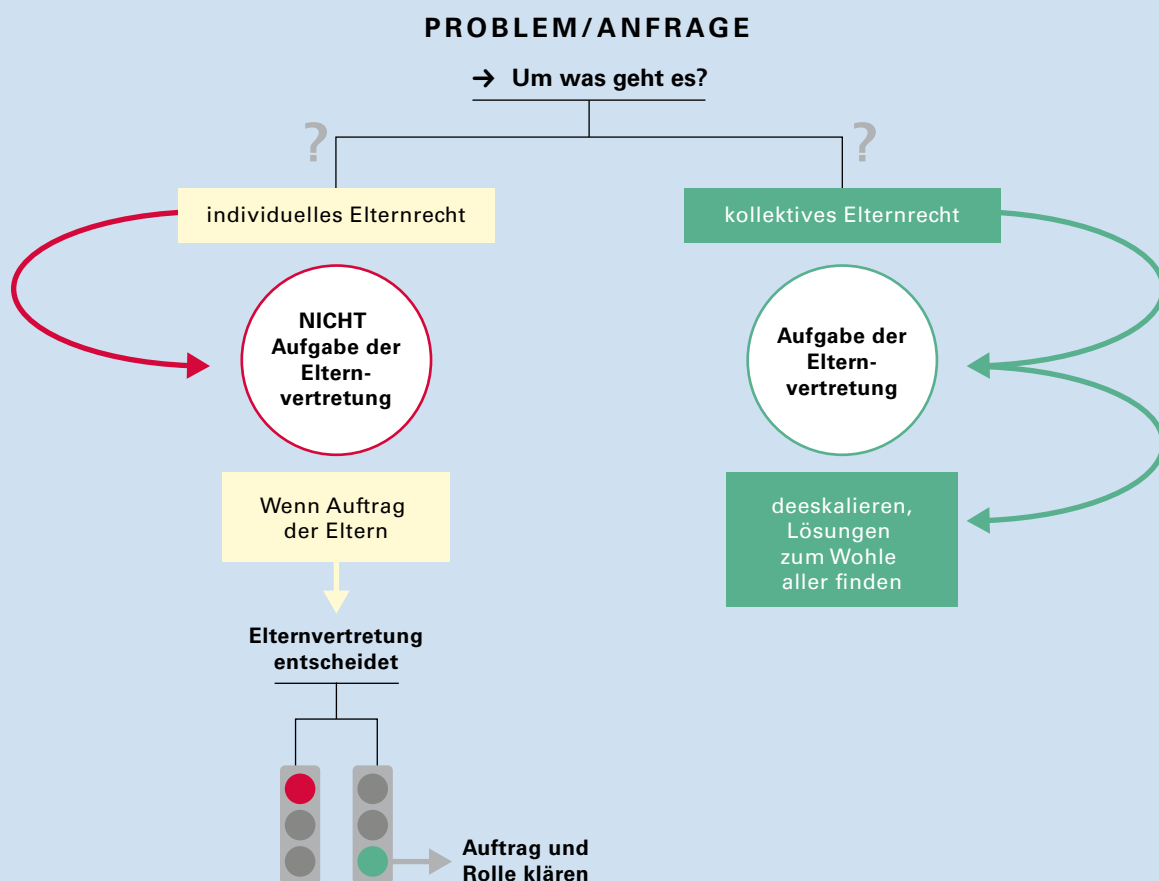 PROBLEM/ANFRAGE
→ Um was geht es?
?
?
individuelles Elternrecht
kollektives Elternrecht
NICHT
Aufgabe der
Eltern-
vertretung
Aufgabe der
Eltern-
vertretung
Wenn Auftrag
der Eltern
deeskalieren,
Lösungen
zum Wohle
aller finden
Elternvertretung
entscheidet
Auftrag und
Rolle klären